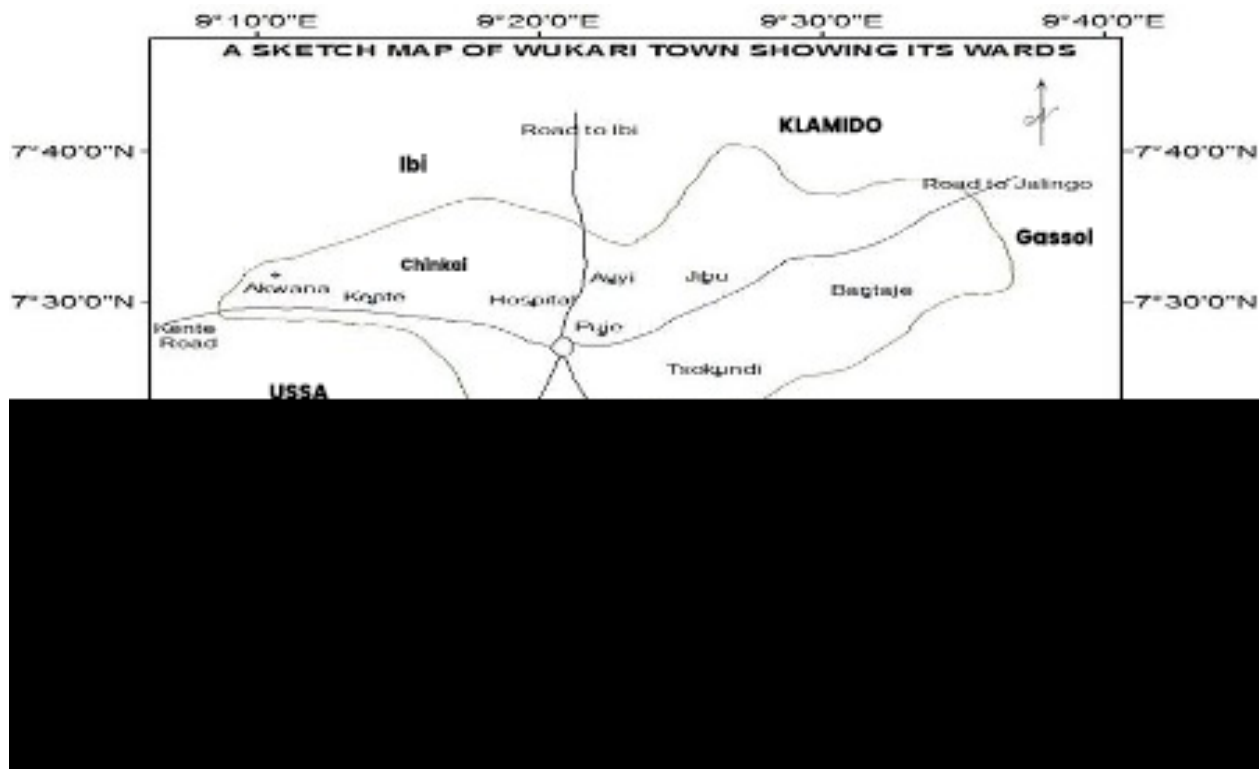 9°10'0"E 9°20'0"E 9°30'0"E 9°40'0"E
A SKETCH MAP OF WUKARI TOWN SHOWING ITS WARDS
KLAMIDO
Road to Ibi
7°40'0"N 7°40'0"N
Ibi
Road to Jalingo
Gassol
Chinkai
Avyi Jibu
Akwana Kente Hospital Bagtaje
7°30'0"N 7°30'0"N
Puje
Kente
Road
Tsokundi
USSA